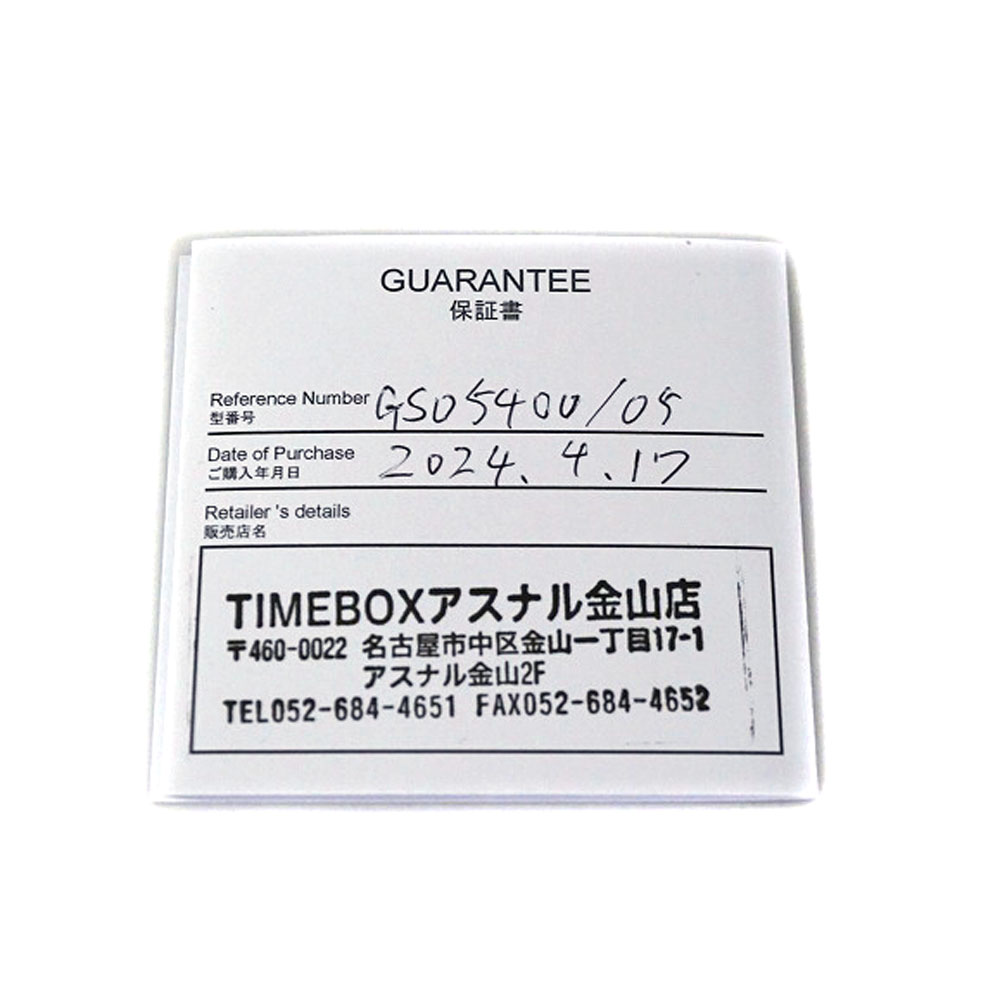 GUARANTEE
保証書
Reference Number GS05400/05
型番号
Date of Purchase 2024.4.17
ご購入年月日
Retailer 's details
販売店名
TIMEBOXアスナル金山店
〒460-0022 名古屋市中区金山一丁目17-1
アスナル金山2F
TEL052-684-4651 FAX052-684-4652